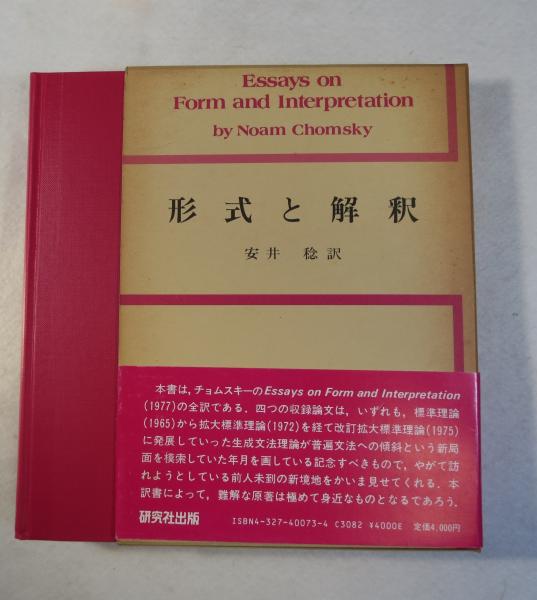 Essays on
Form and Interpretation
by Noam Chomsky
形式と解釈
安井 稔訳
本書は,チョムスキーのEssays on Form and Interpretation
(1977)の全訳である.四つの収録論文は,いずれも,標準理論
(1965)から拡大標準理論(1972)を経て改訂拡大標準理論(1975)
に発展していった生成文法理論が普遍文法への傾斜という新局
面を模索していた年月を画している記念すべきもので,やがて訪
れようとしている前人未到の新境地をかいま見せてくれる.本
訳書によって,難解な原著は極めて身近なものとなるであろう.
研究社出版
ISBN4-327-40073-4 C3082 ¥4000E 定価4,000円